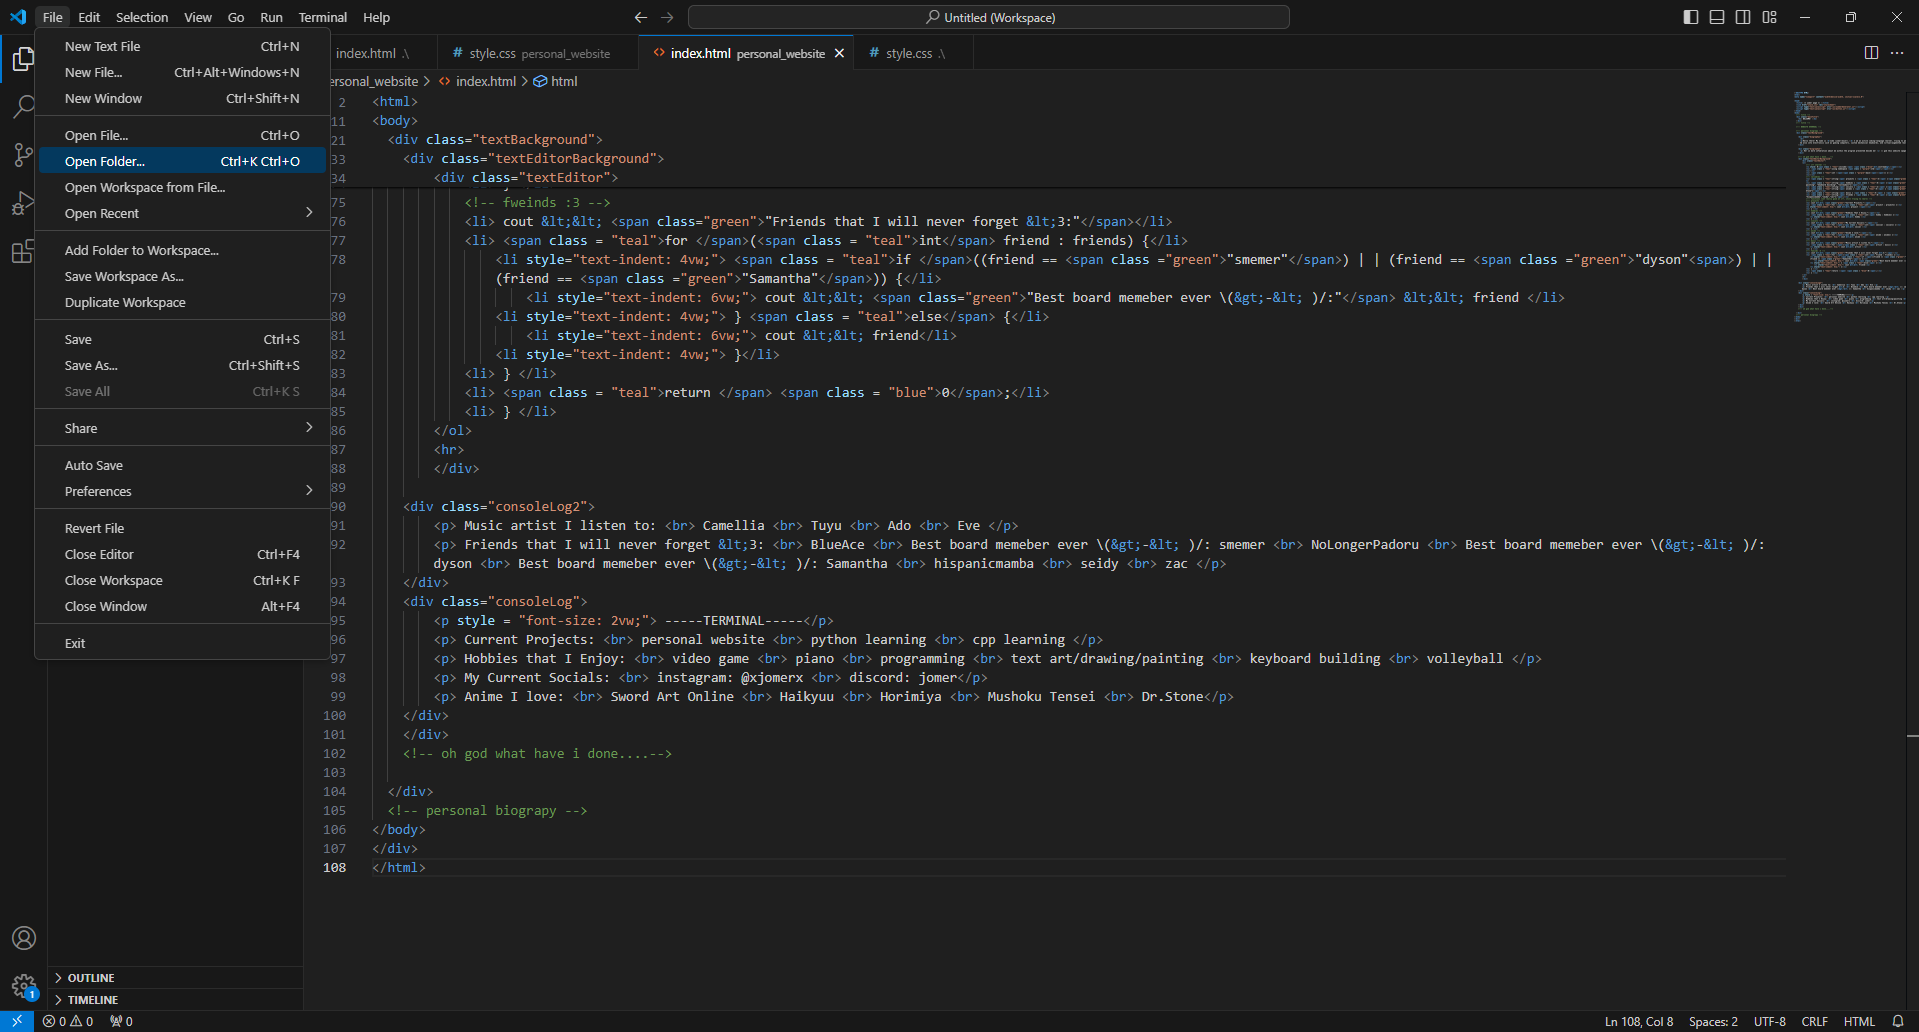 File Edit Selection View Go Run Terminal Help
Untitled (Workspace)
New Text File Ctrl+N
New File... Ctrl+Alt+Windows+N
New Window Ctrl+Shift+N
Open File... Ctrl+O
Open Folder... Ctrl+K Ctrl+O
Open Workspace from File...
Open Recent
Add Folder to Workspace...
Save Workspace As...
Duplicate Workspace
Save Ctrl+S
Save As... Ctrl+Shift+S
Save All Ctrl+K S
Share
Auto Save
Preferences
Revert File
Close Editor Ctrl+F4
Close Workspace Ctrl+K F
Close Window Alt+F4
Exit
index.html .\ # style.css personal_website <> index.html personal_website # style.css .\
ersonal_website > <> index.html > html
2 <html>
11 <body>
21 <div class="textBackground">
33 <div class="textEditorBackground">
34 <div class="textEditor">
75 <!-- fweinds :3 -->
76 <li> cout &lt;&lt; <span class="green">"Friends that I will never forget &lt;3:"</span></li>
77 <li> <span class = "teal">for </span>(<span class = "teal">int</span> friend : friends) {</li>
78 <li style="text-indent: 4vw;"> <span class = "teal">if </span>((friend == <span class ="green">"smemer"</span>) | | (friend == <span class ="green">"dyson"<span>) | |
(friend == <span class ="green">"Samantha"</span>)) {</li>
79 <li style="text-indent: 6vw;"> cout &lt;&lt; <span class="green">"Best board memeber ever \(&gt;-&lt; )/:"</span> &lt;&lt; friend </li>
80 <li style="text-indent: 4vw;"> } <span class = "teal">else</span> {</li>
81 <li style="text-indent: 6vw;"> cout &lt;&lt; friend</li>
82 <li style="text-indent: 4vw;"> }</li>
83 <li> } </li>
84 <li> <span class = "teal">return </span> <span class = "blue">0</span>;</li>
85 <li> } </li>
86 </ol>
87 <hr>
88 </div>
89
90 <div class="consoleLog2">
91 <p> Music artist I listen to: <br> Camellia <br> Tuyu <br> Ado <br> Eve </p>
92 <p> Friends that I will never forget &lt;3: <br> BlueAce <br> Best board memeber ever \(&gt;-&lt; )/: smemer <br> NoLongerPadoru <br> Best board memeber ever \(&gt;-&lt; )/:
dyson <br> Best board memeber ever \(&gt;-&lt; )/: Samantha <br> hispanicmamba <br> seidy <br> zac </p>
93 </div>
94 <div class="consoleLog">
95 <p style = "font-size: 2vw;"> -----TERMINAL-----</p>
96 <p> Current Projects: <br> personal website <br> python learning <br> cpp learning </p>
97 <p> Hobbies that I Enjoy: <br> video game <br> piano <br> programming <br> text art/drawing/painting <br> keyboard building <br> volleyball </p>
98 <p> My Current Socials: <br> instagram: @xjomerx <br> discord: jomer</p>
99 <p> Anime I love: <br> Sword Art Online <br> Haikyuu <br> Horimiya <br> Mushoku Tensei <br> Dr.Stone</p>
100 </div>
101 </div>
102 <!-- oh god what have i done....-->
103
104 </div>
105 <!-- personal biograpy -->
106 </body>
107 </div>
108 </html>
OUTLINE
TIMELINE
1
0 0 0
Ln 108, Col 8 Spaces: 2 UTF-8 CRLF HTML